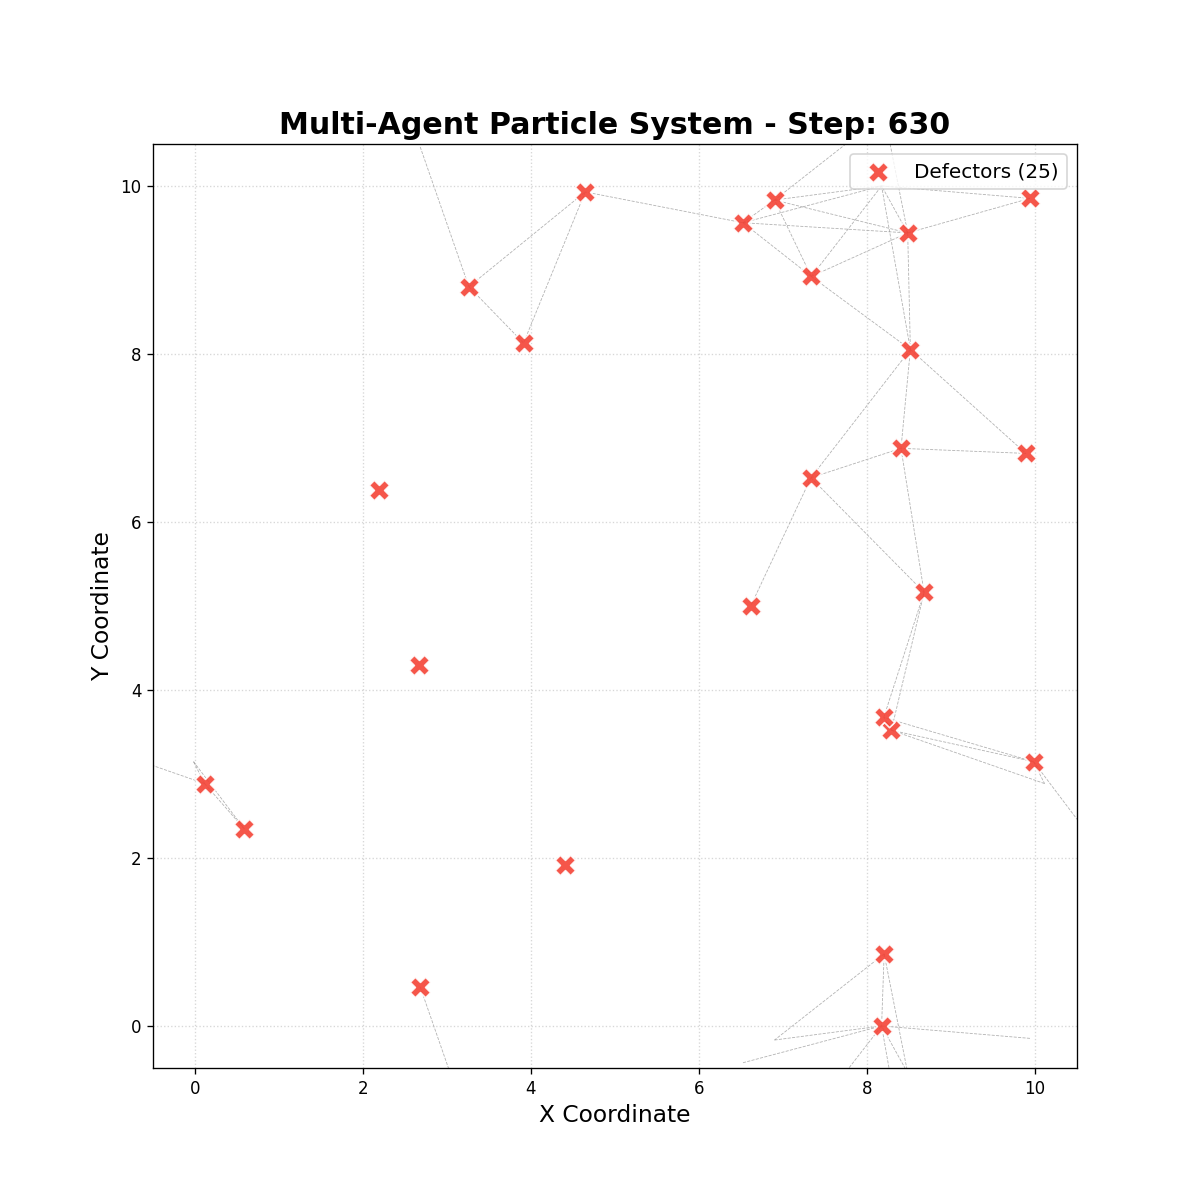 Multi-Agent Particle System - Step: 630
Defectors (25)
10
8
6
4
2
0
Y Coordinate
0 2 4 6 8 10
X Coordinate